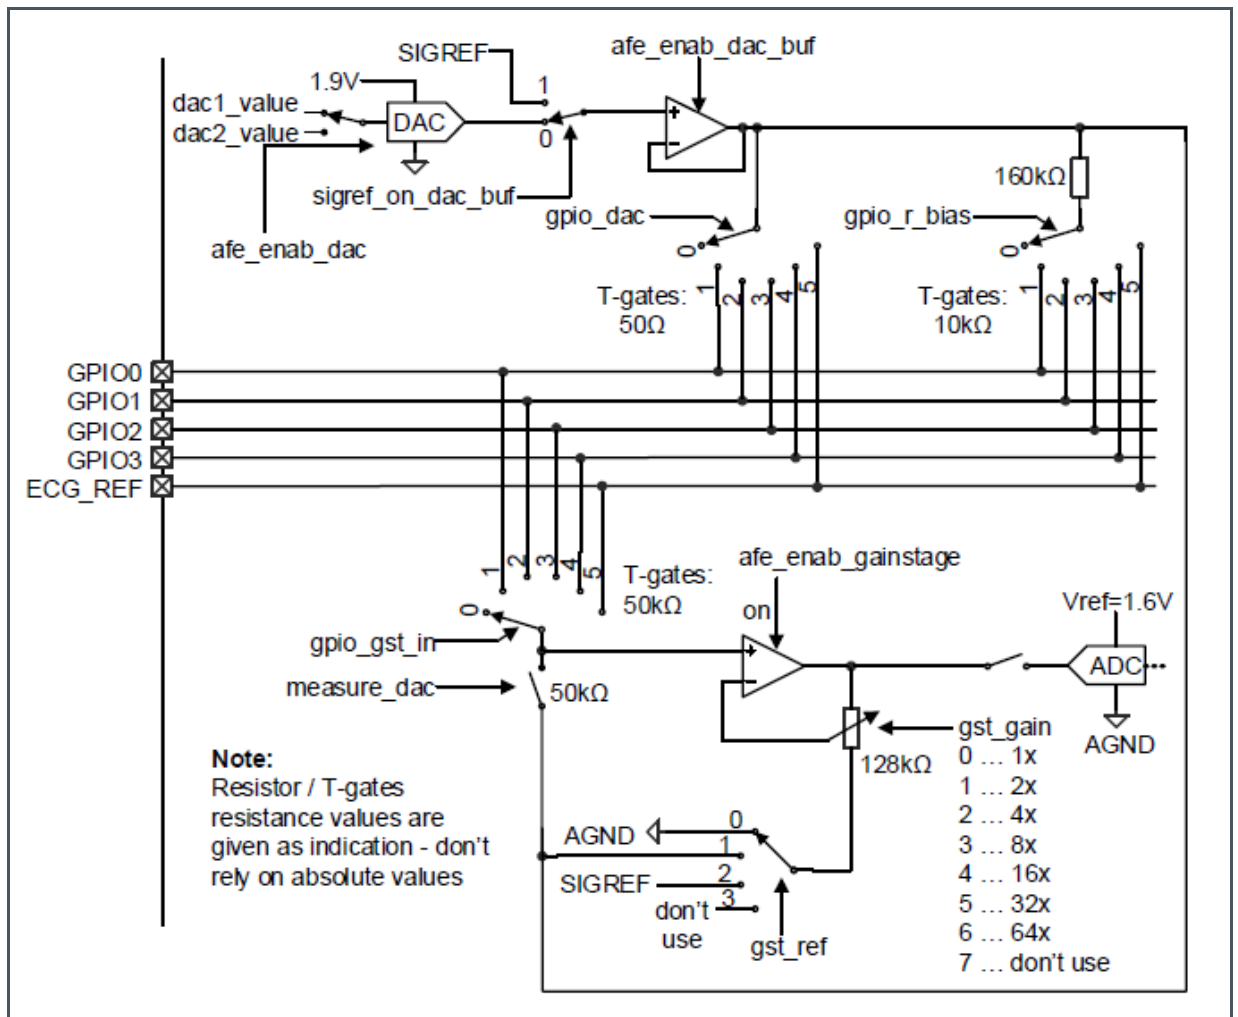 SIGREF
afe_enab_dac_buf
1.9V
1
dac1_value
DAC
dac2_value
0
sigref_on_dac_buf
160kΩ
gpio_dac
gpio_r_bias
afe_enab_dac
0
0
T-gates:
50Ω
1
2
3
4
5
T-gates:
10kΩ
1
2
3
4
5
GPIO0
GPIO1
GPIO2
GPIO3
ECG_REF
1
2
3
4
5
T-gates:
50kΩ
afe_enab_gainstage
0
on
Vref=1.6V
gpio_gst_in
ADC
measure_dac
50kΩ
AGND
gst_gain
0 ... 1x
1 ... 2x
2 ... 4x
3 ... 8x
4 ... 16x
5 ... 32x
6 ... 64x
7 ... don't use
128kΩ
Note:
Resistor / T-gates
resistance values are
given as indication - don't
rely on absolute values
AGND
0
1
SIGREF
2
don't
use
3
gst_ref
+
-
+
-